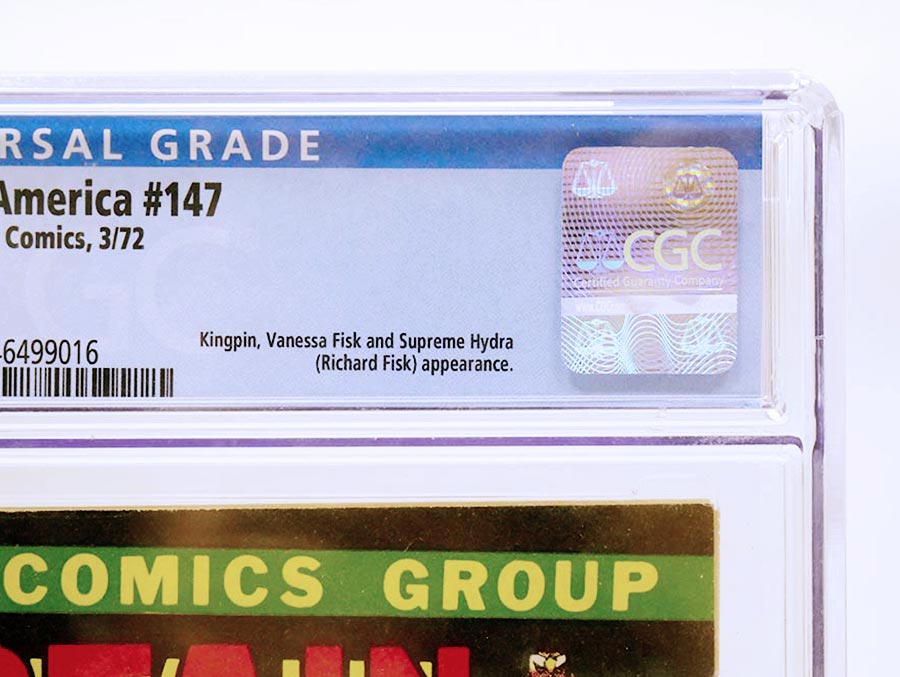 RSAL GRADE
America #147
Comics, 3/72
6499016
Kingpin, Vanessa Fisk and Supreme Hydra
(Richard Fisk) appearance.
CGC
Certified Guaranty Company
COMICS GROUP